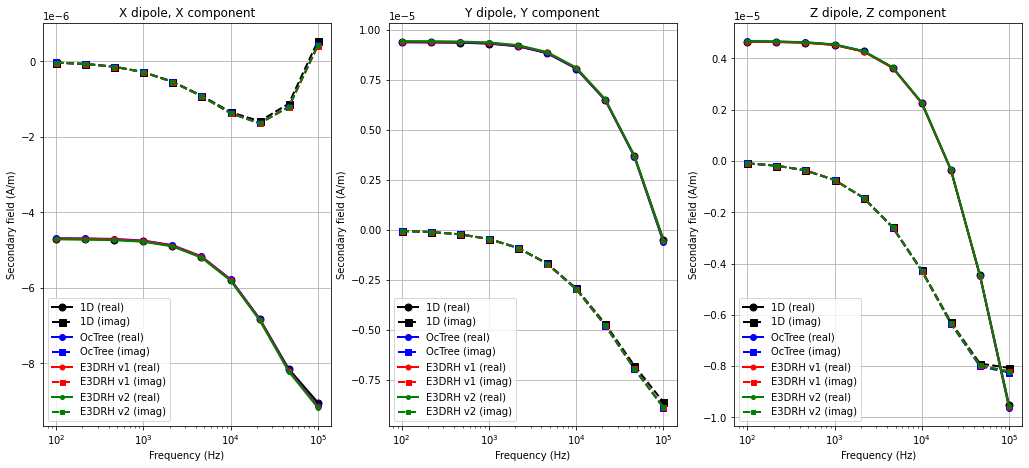 X dipole, X component
1e−6
0
−2
−4
−6
−8
10² 10³ 10⁴ 10⁵
Frequency (Hz)
Secondary field (A/m)
1D (real)
1D (imag)
OcTree (real)
OcTree (imag)
E3DRH v1 (real)
E3DRH v1 (imag)
E3DRH v2 (real)
E3DRH v2 (imag)
Y dipole, Y component
1e−5
1.00
0.75
0.50
0.25
0.00
−0.25
−0.50
−0.75
10² 10³ 10⁴ 10⁵
Frequency (Hz)
Secondary field (A/m)
1D (real)
1D (imag)
OcTree (real)
OcTree (imag)
E3DRH v1 (real)
E3DRH v1 (imag)
E3DRH v2 (real)
E3DRH v2 (imag)
Z dipole, Z component
1e−5
0.4
0.2
0.0
−0.2
−0.4
−0.6
−0.8
−1.0
10² 10³ 10⁴ 10⁵
Frequency (Hz)
Secondary field (A/m)
1D (real)
1D (imag)
OcTree (real)
OcTree (imag)
E3DRH v1 (real)
E3DRH v1 (imag)
E3DRH v2 (real)
E3DRH v2 (imag)